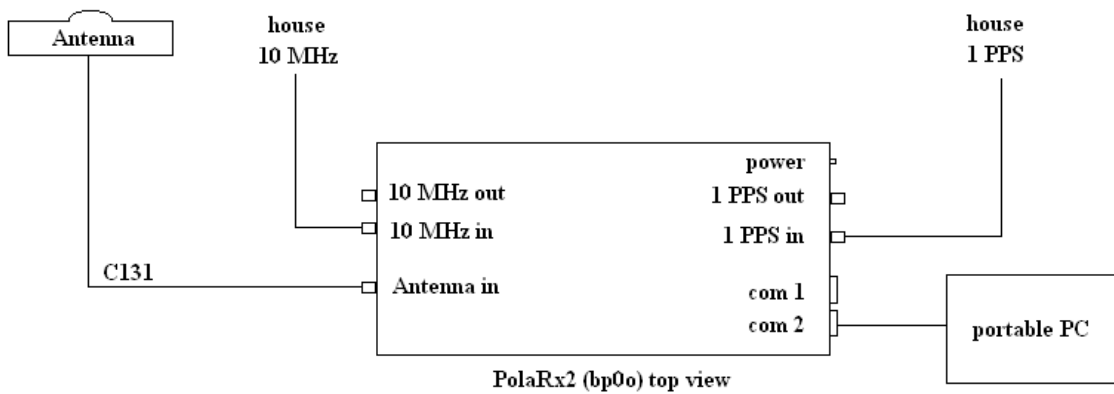 Antenna
house
10 MHz
house
1 PPS
power
10 MHz out
1 PPS out
10 MHz in
1 PPS in
C131
Antenna in
com 1
com 2
portable PC
PolaRx2 (bp0o) top view